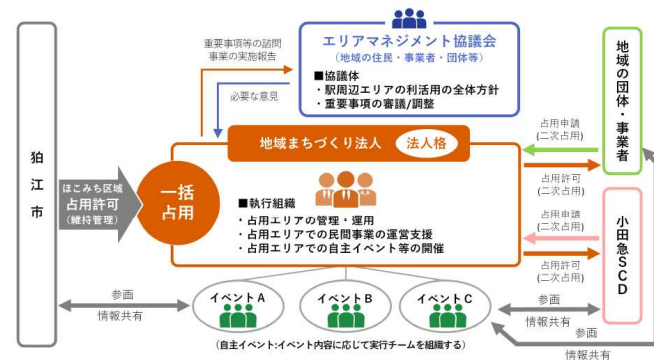 エリアマネジメント協議会
（地域の住民・事業者・団体等）
■協議体
・駅周辺エリアの利活用の全体方針
・重要事項の審議/調整
重要事項等の諮問
事業の実施報告
必要な意見
狛江市
ほこみち区域
占用許可
（維持管理）
一括
占用
地域まちづくり法人
法人格
■執行組織
・占用エリアの管理・運用
・占用エリアでの民間事業の運営支援
・占用エリアでの自主イベント等の開催
地域の団体・事業者
占用申請
(二次占用)
占用許可
(二次占用)
小田急SCD
占用申請
(二次占用)
占用許可
(二次占用)
イベントA
イベントB
イベントC
参画
情報共有
参画
情報共有
参画
情報共有
（自主イベント:イベント内容に応じて実行チームを組織する）